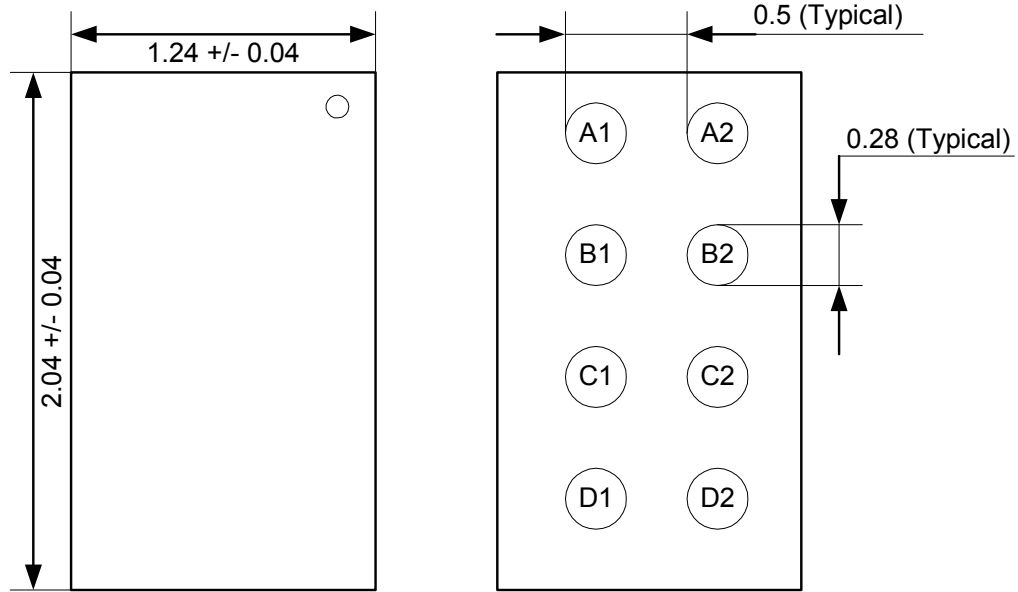 0.5 (Typical)
1.24 +/- 0.04
A1 A2
0.28 (Typical)
B1 B2
2.04 +/- 0.04
C1 C2
D1 D2